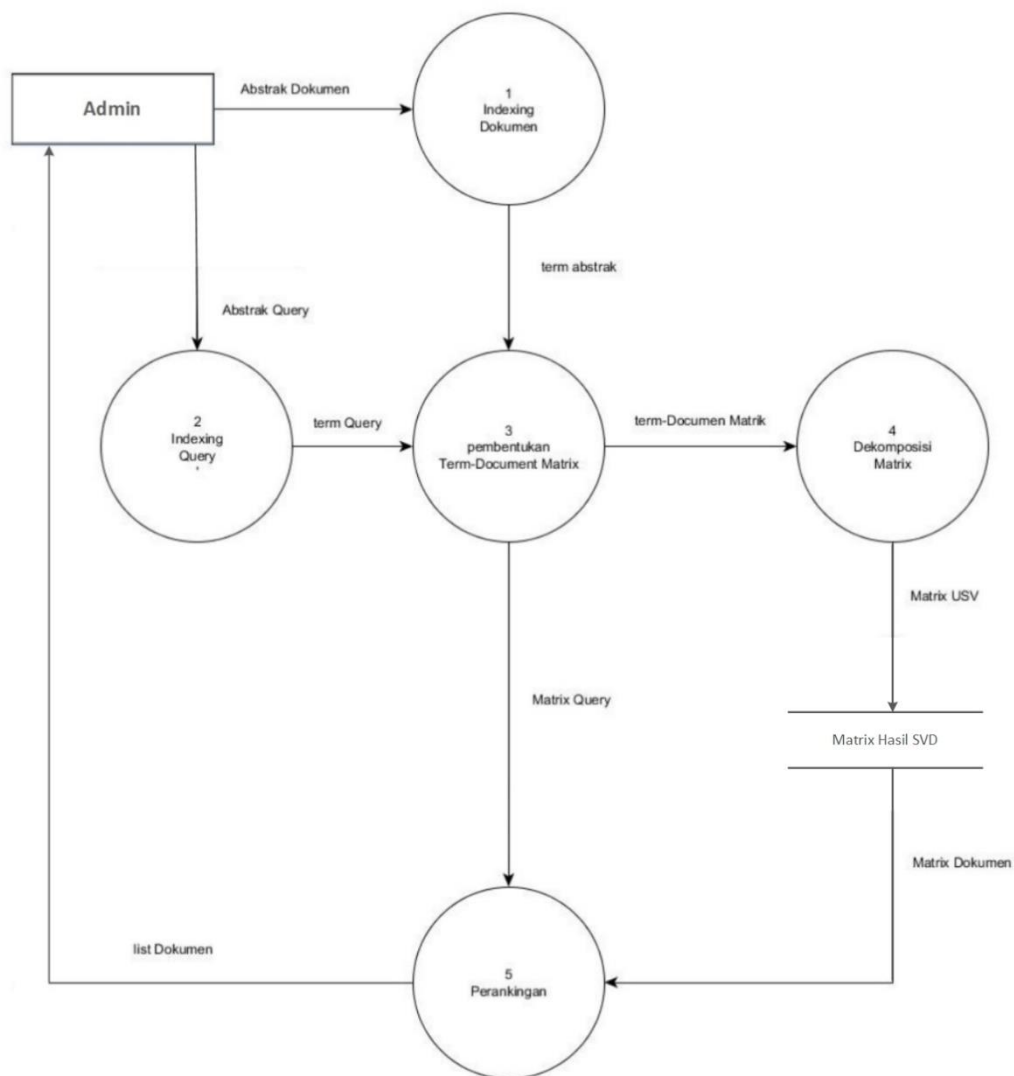 Abstrak Dokumen
Admin
1
Indexing
Dokumen
term abstrak
Abstrak Query
2
Indexing
Query
term Query
3
pembentukan
Term-Document Matrix
term-Documen Matrik
4
Dekomposisi
Matrix
Matrix USV
Matrix Query
Matrix Hasil SVD
Matrix Dokumen
list Dokumen
5
Perankingan